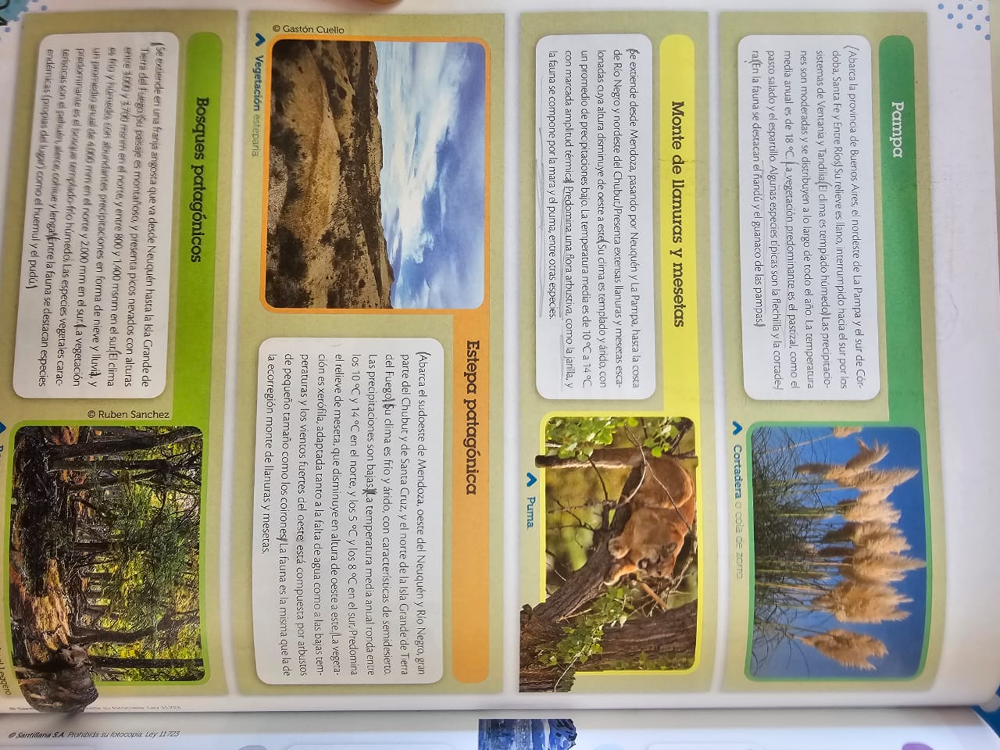 Pampa
Abarca la provincia de Buenos Aires, el nordeste de La Pampa y el sur de Cór-
doba, Santa Fe y Entre Ríos. Su relieve es llano, interrumpido hacia el sur por los
sistemas de Ventania y Tandilia. El clima es templado húmedo. Las precipitacio-
nes son moderadas y se distribuyen a lo largo de todo el año. La temperatura
media anual es de 18 ºC. La vegetación predominante es el pastizal, como el
pasto salado y el espartillo. Algunas especies típicas son la flechilla y la cortade-
ra. En la fauna se destacan el ñandú y el guanaco de las pampas.
Cortadera o cola de zorro.
Monte de llanuras y mesetas
Se extiende desde Mendoza, pasando por Neuquén y La Pampa, hasta la costa
de Río Negro y nordeste del Chubut. Presenta extensas llanuras y mesetas esca-
lonadas cuya altura disminuye de oeste a este. Su clima es templado y árido, con
un promedio de precipitaciones bajo. La temperatura media es de 10 ºC a 14 ºC,
con marcada amplitud térmica. Predomina una flora arbustiva, como la jarilla, y
la fauna se compone por la mara y el puma, entre otras especies.
Puma.
Estepa patagónica
Abarca el sudoeste de Mendoza, oeste del Neuquén y Río Negro, gran
parte del Chubut y de Santa Cruz, y el norte de la Isla Grande de Tierra
del Fuego. Su clima es frío y árido, con características de semidesierto.
Las precipitaciones son bajas. La temperatura media anual ronda entre
los 10 ºC y 14 ºC en el norte, y los 5 ºC y los 8 ºC en el sur. Predomina
el relieve de meseta, que disminuye en altura de oeste a este. La vegeta-
ción es xerófila, adaptada tanto a la falta de agua como a las bajas tem-
peraturas y los vientos fuertes del oeste; está compuesta por arbustos
de pequeño tamaño como los coirones. La fauna es la misma que la de
la ecorregión monte de llanuras y mesetas.
© Gastón Cuello
Vegetación esteparia.
Bosques patagónicos
Se extiende en una franja angosta que va desde Neuquén hasta la Isla Grande de
Tierra del Fuego. Su paisaje es montañoso, y presenta picos nevados con alturas
entre 3.000 y 3.700 msnm en el norte, y entre 800 y 1.400 msnm en el sur. El clima
es frío y húmedo, con abundantes precipitaciones en forma de nieve y lluvia, y
un promedio anual de 4.000 mm en el norte y 2.000 mm en el sur. La vegetación
predominante es el bosque templado-frío húmedo. Las especies vegetales carac-
terísticas son el pehuén, alerce, coihue y lenga. Entre la fauna se destacan especies
endémicas (propias del lugar) como el huemul y el pudú.
© Ruben Sanchez
© Santillana S.A. Prohibida su fotocopia. Ley 11.723